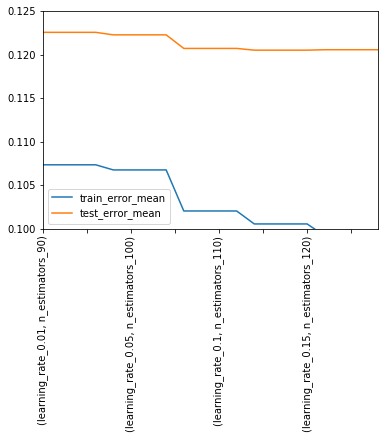 0.125
0.120
0.115
0.110
0.105
0.100
train_error_mean
test_error_mean
(learning_rate_0.01, n_estimators_90)
(learning_rate_0.05, n_estimators_100)
(learning_rate_0.1, n_estimators_110)
(learning_rate_0.15, n_estimators_120)